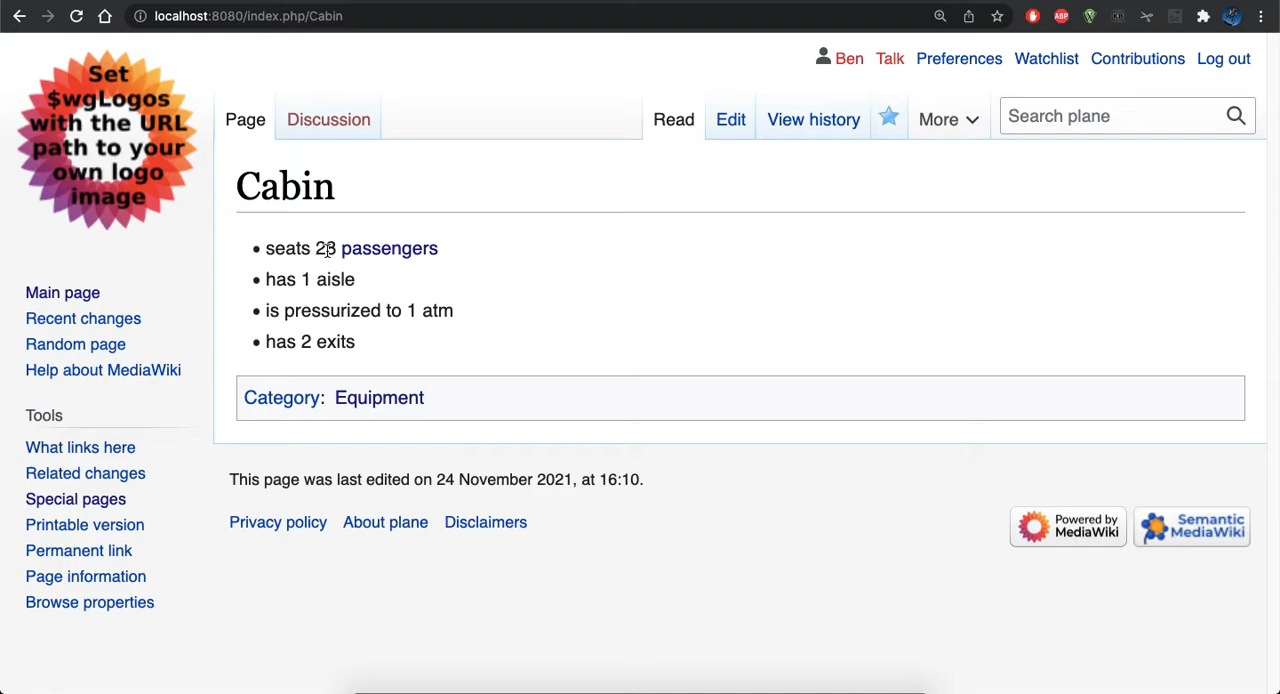 localhost:8080/index.php/Cabin
ABP
Set
$wgLogos
with the URL
path to your
own logo
image
Ben Talk Preferences Watchlist Contributions Log out
Page Discussion Read Edit View history More Search plane
Cabin
• seats 23 passengers
• has 1 aisle
• is pressurized to 1 atm
• has 2 exits
Category: Equipment
Main page
Recent changes
Random page
Help about MediaWiki
Tools
What links here
Related changes
Special pages
Printable version
Permanent link
Page information
Browse properties
This page was last edited on 24 November 2021, at 16:10.
Privacy policy About plane Disclaimers
Powered by
MediaWiki
Semantic
MediaWiki